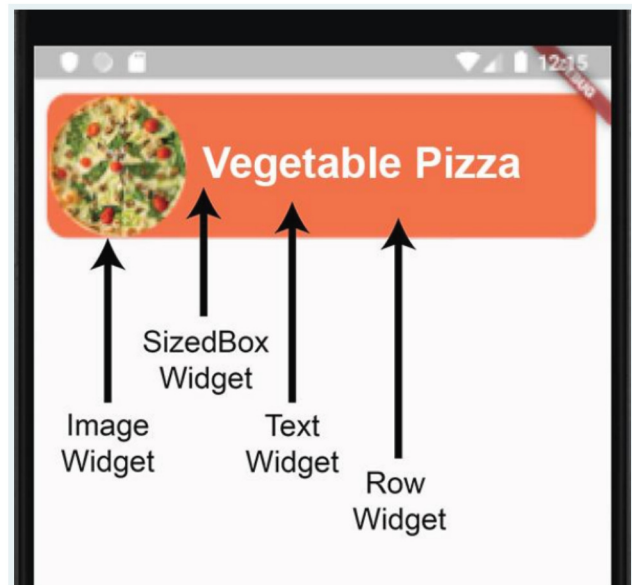 12:15
Vegetable Pizza
SizedBox
Widget
Image
Widget
Text
Widget
Row
Widget